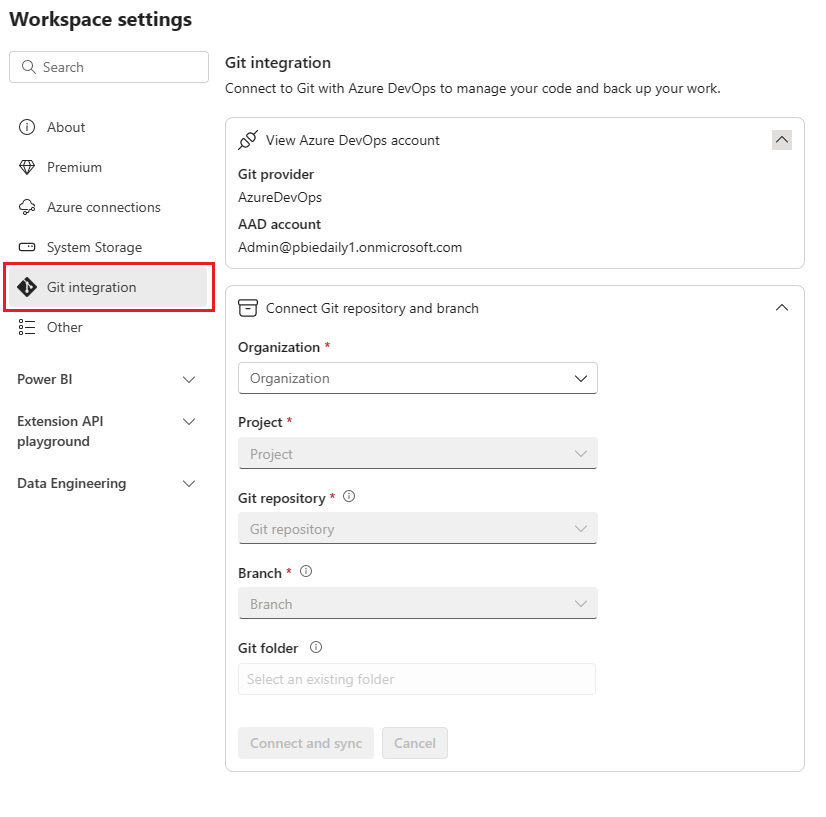 Workspace settings
Search
About
Premium
Azure connections
System Storage
Git integration
Other
Power BI
Extension API
playground
Data Engineering
Git integration
Connect to Git with Azure DevOps to manage your code and back up your work.
View Azure DevOps account
Git provider
AzureDevOps
AAD account
Admin@pbiedaily1.onmicrosoft.com
Connect Git repository and branch
Organization *
Organization
Project *
Project
Git repository *
Git repository
Branch *
Branch
Git folder
Select an existing folder
Connect and sync Cancel